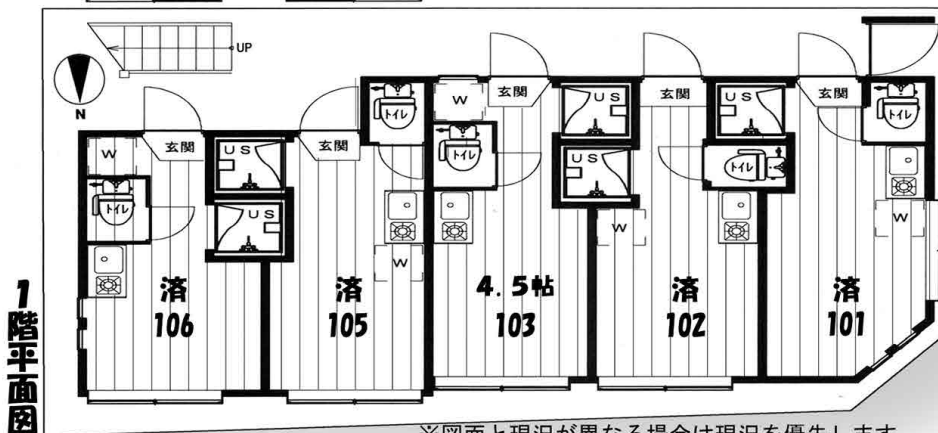 UP
N
玄関
玄関
玄関
玄関
玄関
W
W
W
W
W
トイレ
トイレ
トイレ
トイレ
トイレ
US
US
US
US
US
済
106
済
105
4.5帖
103
済
102
済
101
1階平面図
※図面と現況が異なる場合は現況を優先します